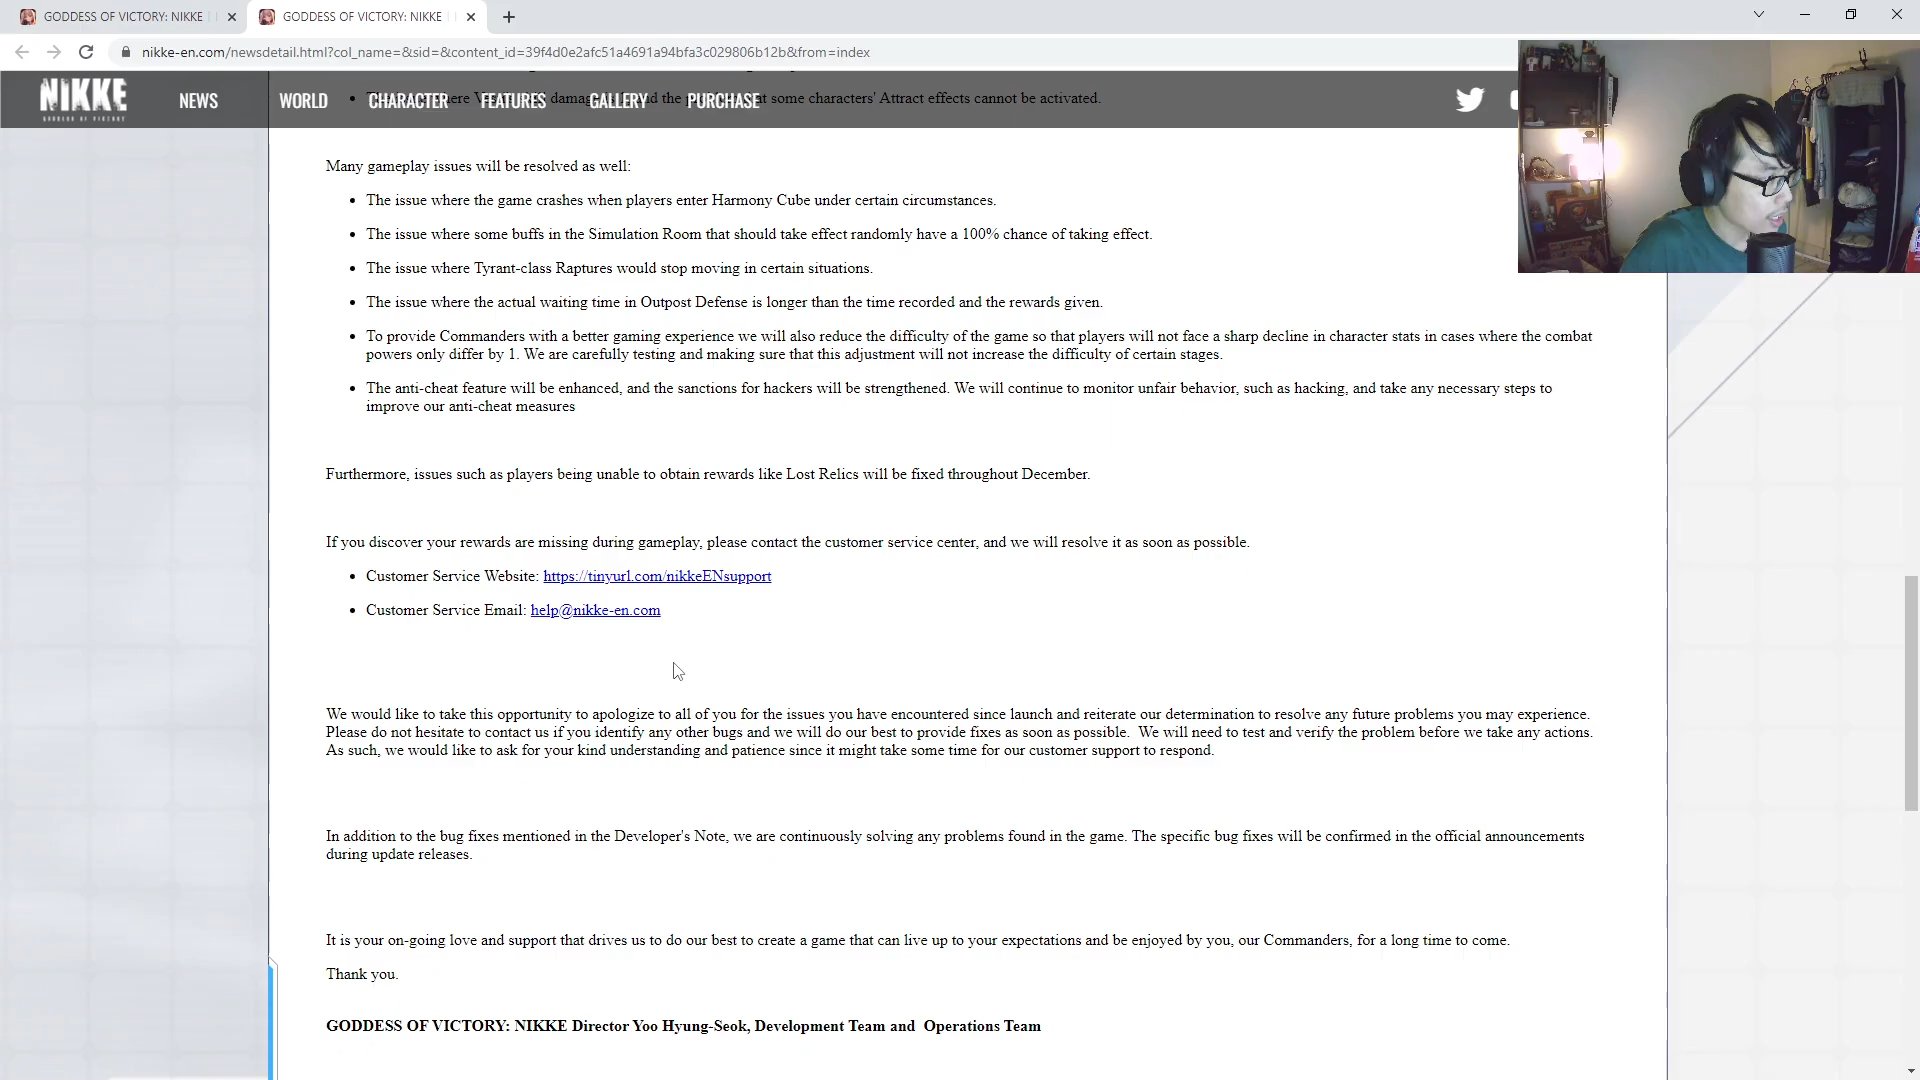 GODDESS OF VICTORY: NIKKE
GODDESS OF VICTORY: NIKKE
nikke-en.com/newsdetail.html?col_name=&sid=&content_id=39f4d0e2afc51a4691a94bfa3c029806b12b&from=index
NIKKE
GODDESS OF VICTORY
NEWS
WORLD
CHARACTER
FEATURES
GALLERY
PURCHASE
some characters' Attract effects cannot be activated.
Many gameplay issues will be resolved as well:
• The issue where the game crashes when players enter Harmony Cube under certain circumstances.
• The issue where some buffs in the Simulation Room that should take effect randomly have a 100% chance of taking effect.
• The issue where Tyrant-class Raptures would stop moving in certain situations.
• The issue where the actual waiting time in Outpost Defense is longer than the time recorded and the rewards given.
• To provide Commanders with a better gaming experience we will also reduce the difficulty of the game so that players will not face a sharp decline in character stats in cases where the combat
powers only differ by 1. We are carefully testing and making sure that this adjustment will not increase the difficulty of certain stages.
• The anti-cheat feature will be enhanced, and the sanctions for hackers will be strengthened. We will continue to monitor unfair behavior, such as hacking, and take any necessary steps to
improve our anti-cheat measures
Furthermore, issues such as players being unable to obtain rewards like Lost Relics will be fixed throughout December.
If you discover your rewards are missing during gameplay, please contact the customer service center, and we will resolve it as soon as possible.
• Customer Service Website: https://tinyurl.com/nikkeENsupport
• Customer Service Email: help@nikke-en.com
We would like to take this opportunity to apologize to all of you for the issues you have encountered since launch and reiterate our determination to resolve any future problems you may experience.
Please do not hesitate to contact us if you identify any other bugs and we will do our best to provide fixes as soon as possible. We will need to test and verify the problem before we take any actions.
As such, we would like to ask for your kind understanding and patience since it might take some time for our customer support to respond.
In addition to the bug fixes mentioned in the Developer's Note, we are continuously solving any problems found in the game. The specific bug fixes will be confirmed in the official announcements
during update releases.
It is your on-going love and support that drives us to do our best to create a game that can live up to your expectations and be enjoyed by you, our Commanders, for a long time to come.
Thank you.
GODDESS OF VICTORY: NIKKE Director Yoo Hyung-Seok, Development Team and Operations Team